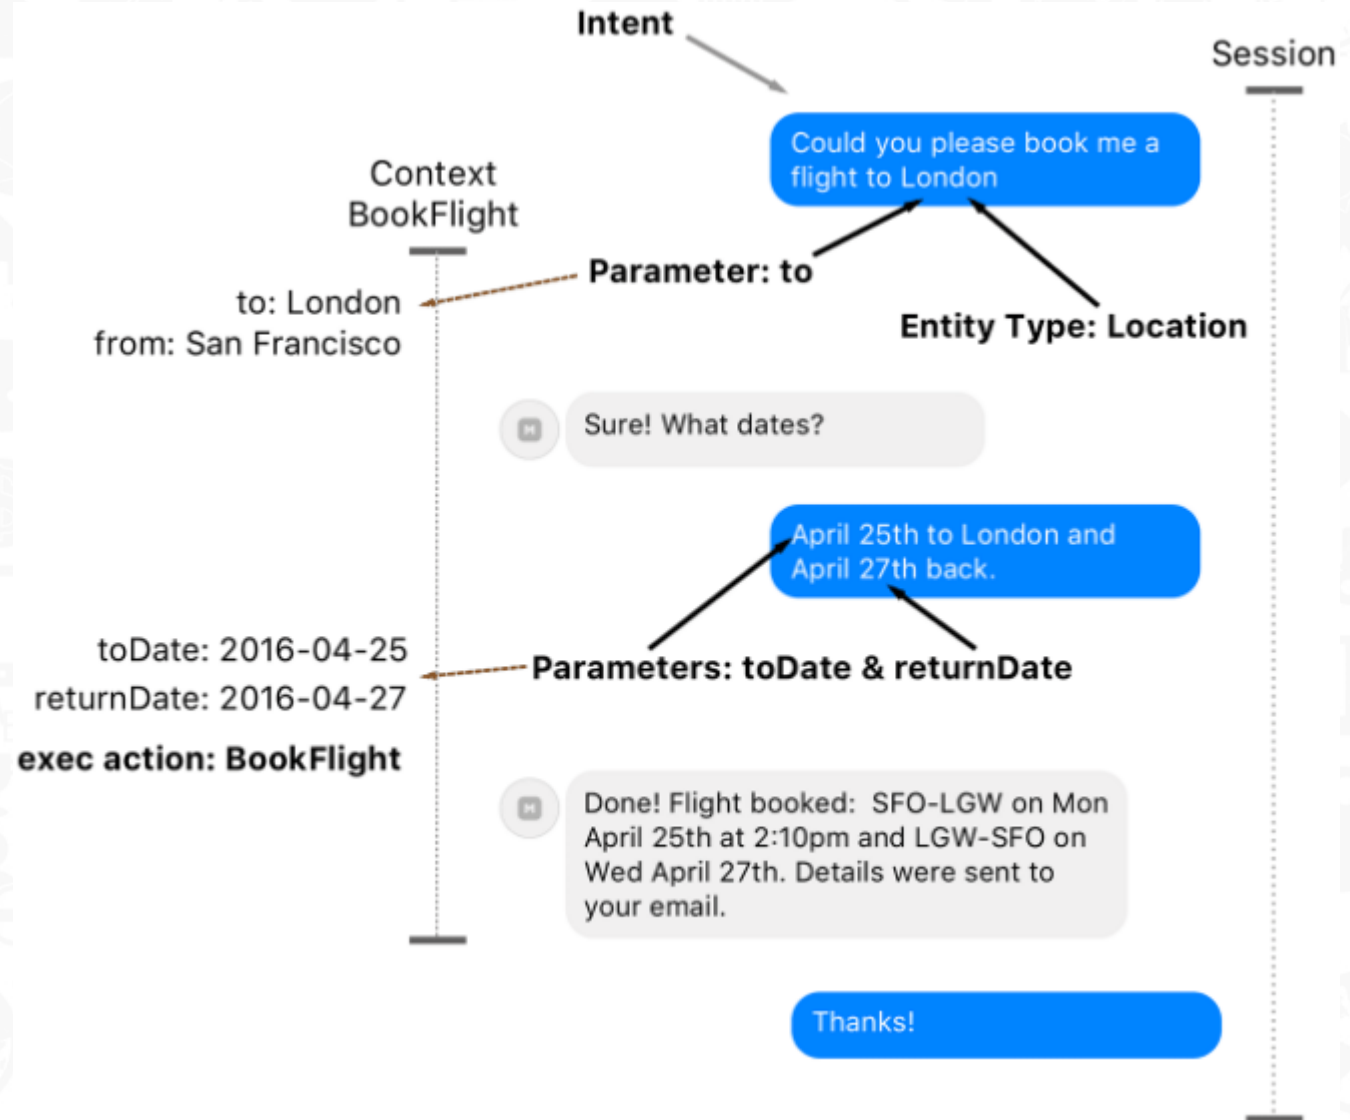 Intent
Session
Could you please book me a
flight to London
Context
BookFlight
Parameter: to
to: London
from: San Francisco
Entity Type: Location
Sure! What dates?
April 25th to London and
April 27th back.
toDate: 2016-04-25
returnDate: 2016-04-27
Parameters: toDate & returnDate
exec action: BookFlight
Done! Flight booked:  SFO-LGW on Mon
April 25th at 2:10pm and LGW-SFO on
Wed April 27th. Details were sent to
your email.
Thanks!